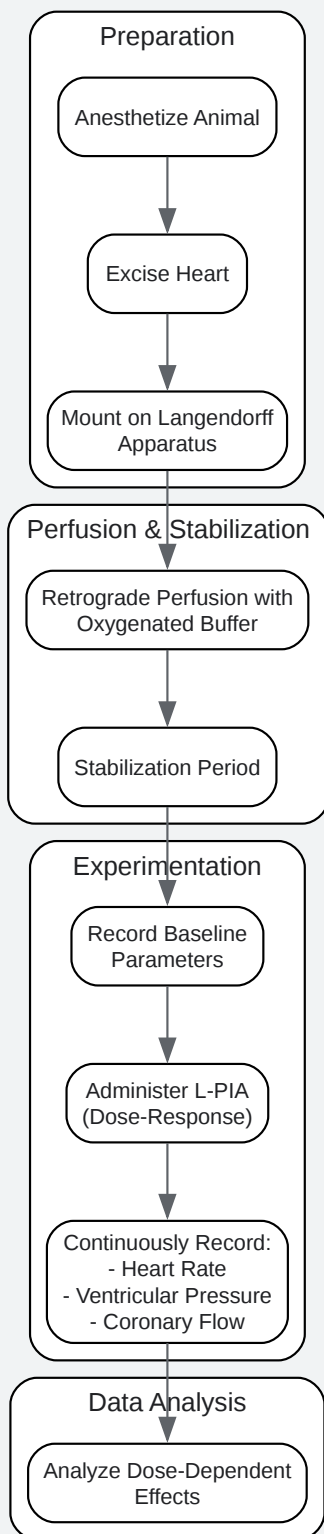 Preparation
Anesthetize Animal
Excise Heart
Mount on Langendorff
Apparatus
Perfusion & Stabilization
Retrograde Perfusion with
Oxygenated Buffer
Stabilization Period
Experimentation
Record Baseline
Parameters
Administer L-PIA
(Dose-Response)
Continuously Record:
- Heart Rate
- Ventricular Pressure
- Coronary Flow
Data Analysis
Analyze Dose-Dependent
Effects